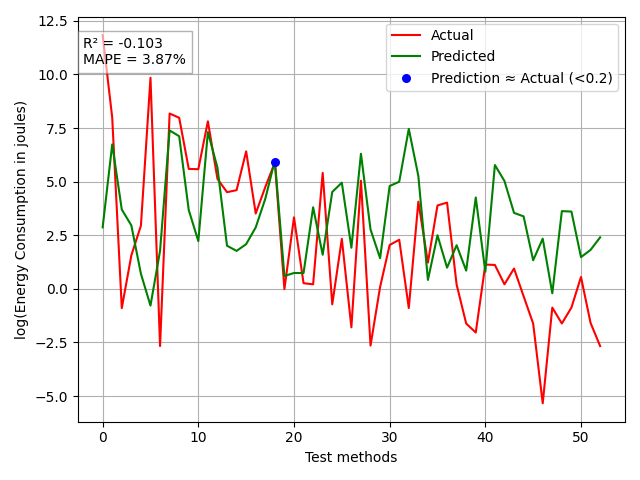 R² = -0.103
MAPE = 3.87%
Actual
Predicted
Prediction ≈ Actual (<0.2)
log(Energy Consumption in joules)
12.5
10.0
7.5
5.0
2.5
0.0
−2.5
−5.0
0 10 20 30 40 50
Test methods